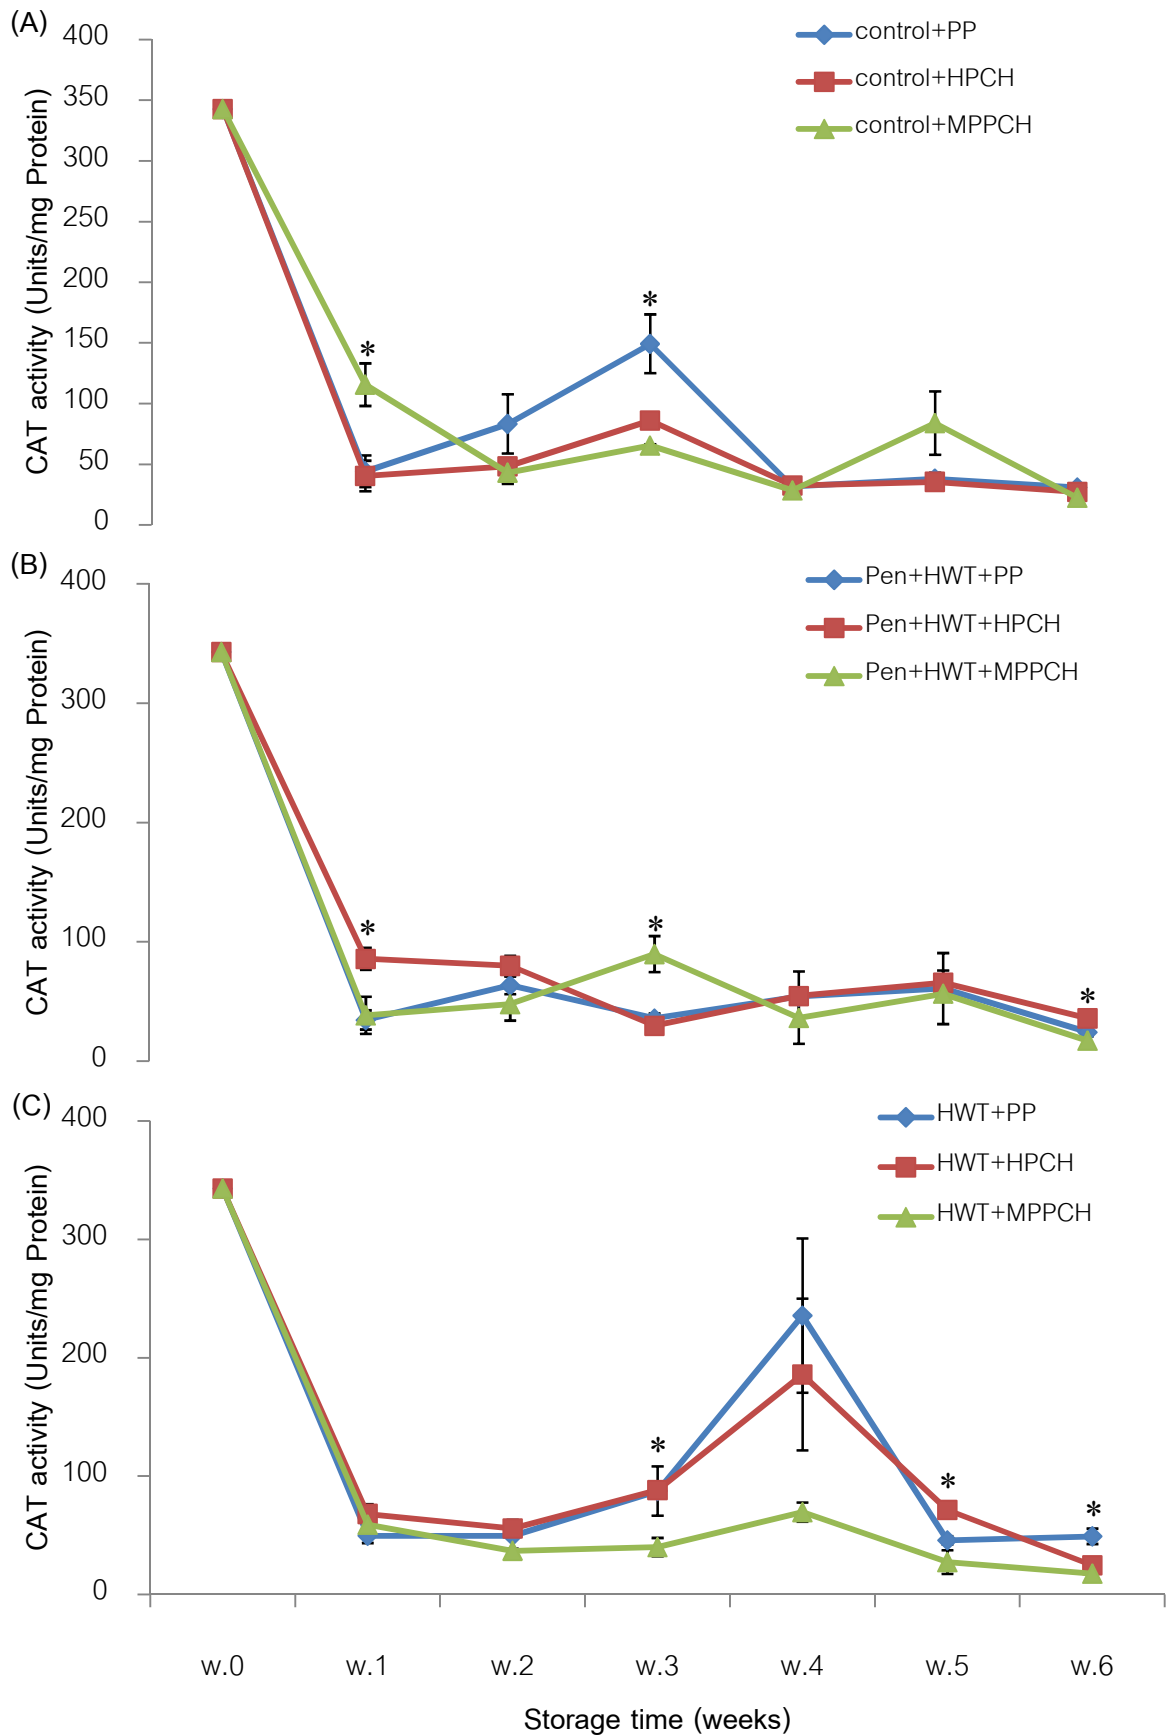 (A)
control+PP
control+HPCH
control+MPPCH
CAT activity (Units/mg Protein)
400
350
300
250
200
150
100
50
0
*
*
(B)
Pen+HWT+PP
Pen+HWT+HPCH
Pen+HWT+MPPCH
CAT activity (Units/mg Protein)
400
300
200
100
0
*
*
*
(C)
HWT+PP
HWT+HPCH
HWT+MPPCH
CAT activity (Units/mg Protein)
400
300
200
100
0
*
*
*
w.0 w.1 w.2 w.3 w.4 w.5 w.6
Storage time (weeks)